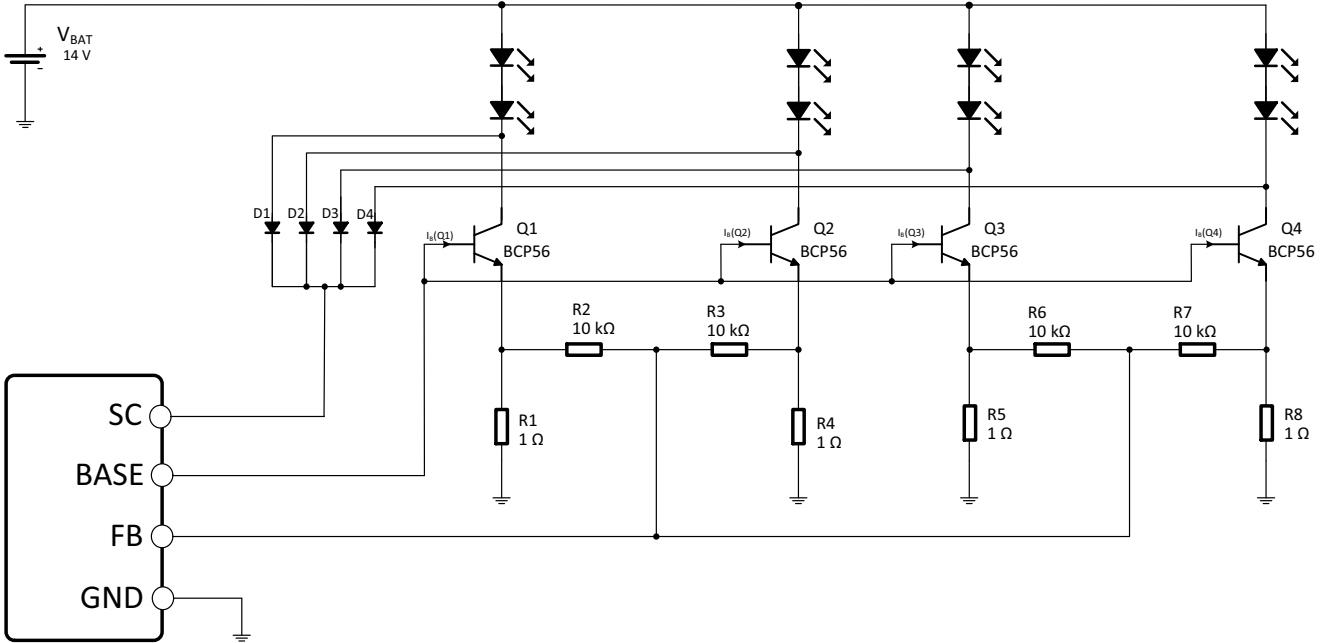 V_BAT
14 V
+
−
D1
D2
D3
D4
I_B(Q1)
Q1
BCP56
I_B(Q2)
Q2
BCP56
I_B(Q3)
Q3
BCP56
I_B(Q4)
Q4
BCP56
R2
10 kΩ
R3
10 kΩ
R6
10 kΩ
R7
10 kΩ
R1
1 Ω
R4
1 Ω
R5
1 Ω
R8
1 Ω
SC
BASE
FB
GND